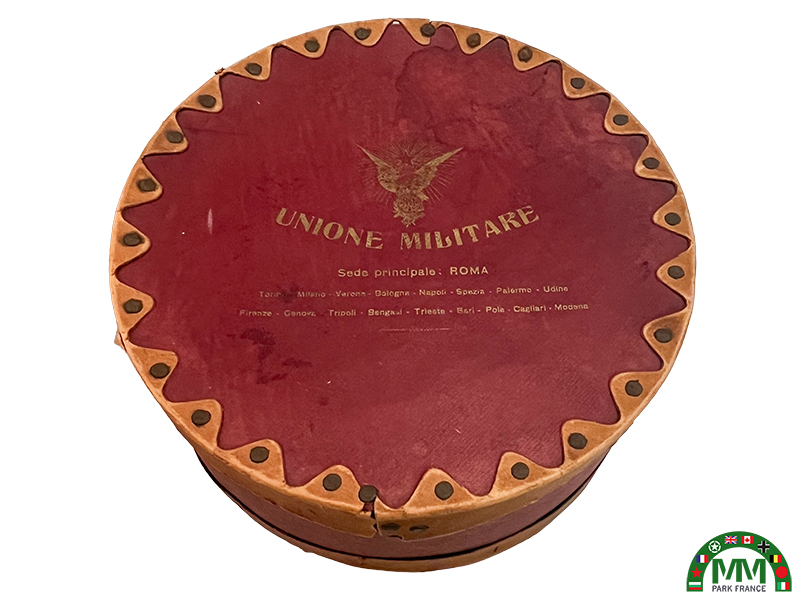 UNIONE MILITARE
Sede principale: ROMA
Torino - Milano - Verona - Bologna - Napoli - Spezia - Palermo - Udine
Firenze - Genova - Tripoli - Bengasi - Trieste - Bari - Pola - Cagliari - Modena
MM
PARK FRANCE